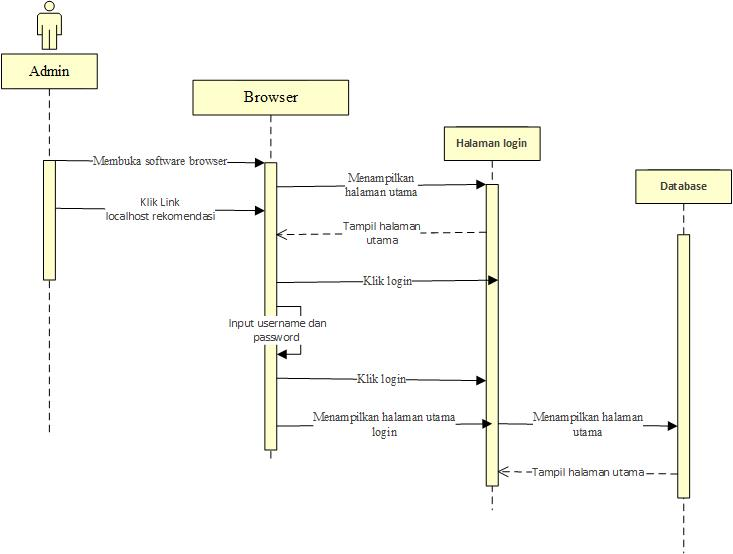 Admin
Browser
Halaman login
Database
Membuka software browser
Menampilkan
halaman utama
Klik Link
localhost rekomendasi
Tampil halaman
utama
Klik login
Input username dan
password
Klik login
Menampilkan halaman utama
login
Menampilkan halaman
utama
Tampil halaman utama